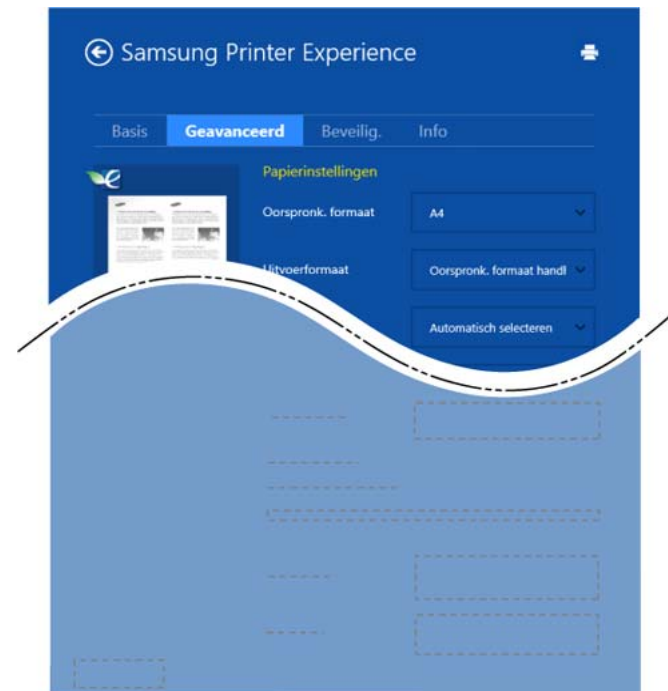 Samsung Printer Experience
Basis Geavanceerd Beveilig. Info
Papierinstellingen
Oorspronk. formaat A4
Uitvoerformaat Oorspronk. formaat handl
Automatisch selecteren